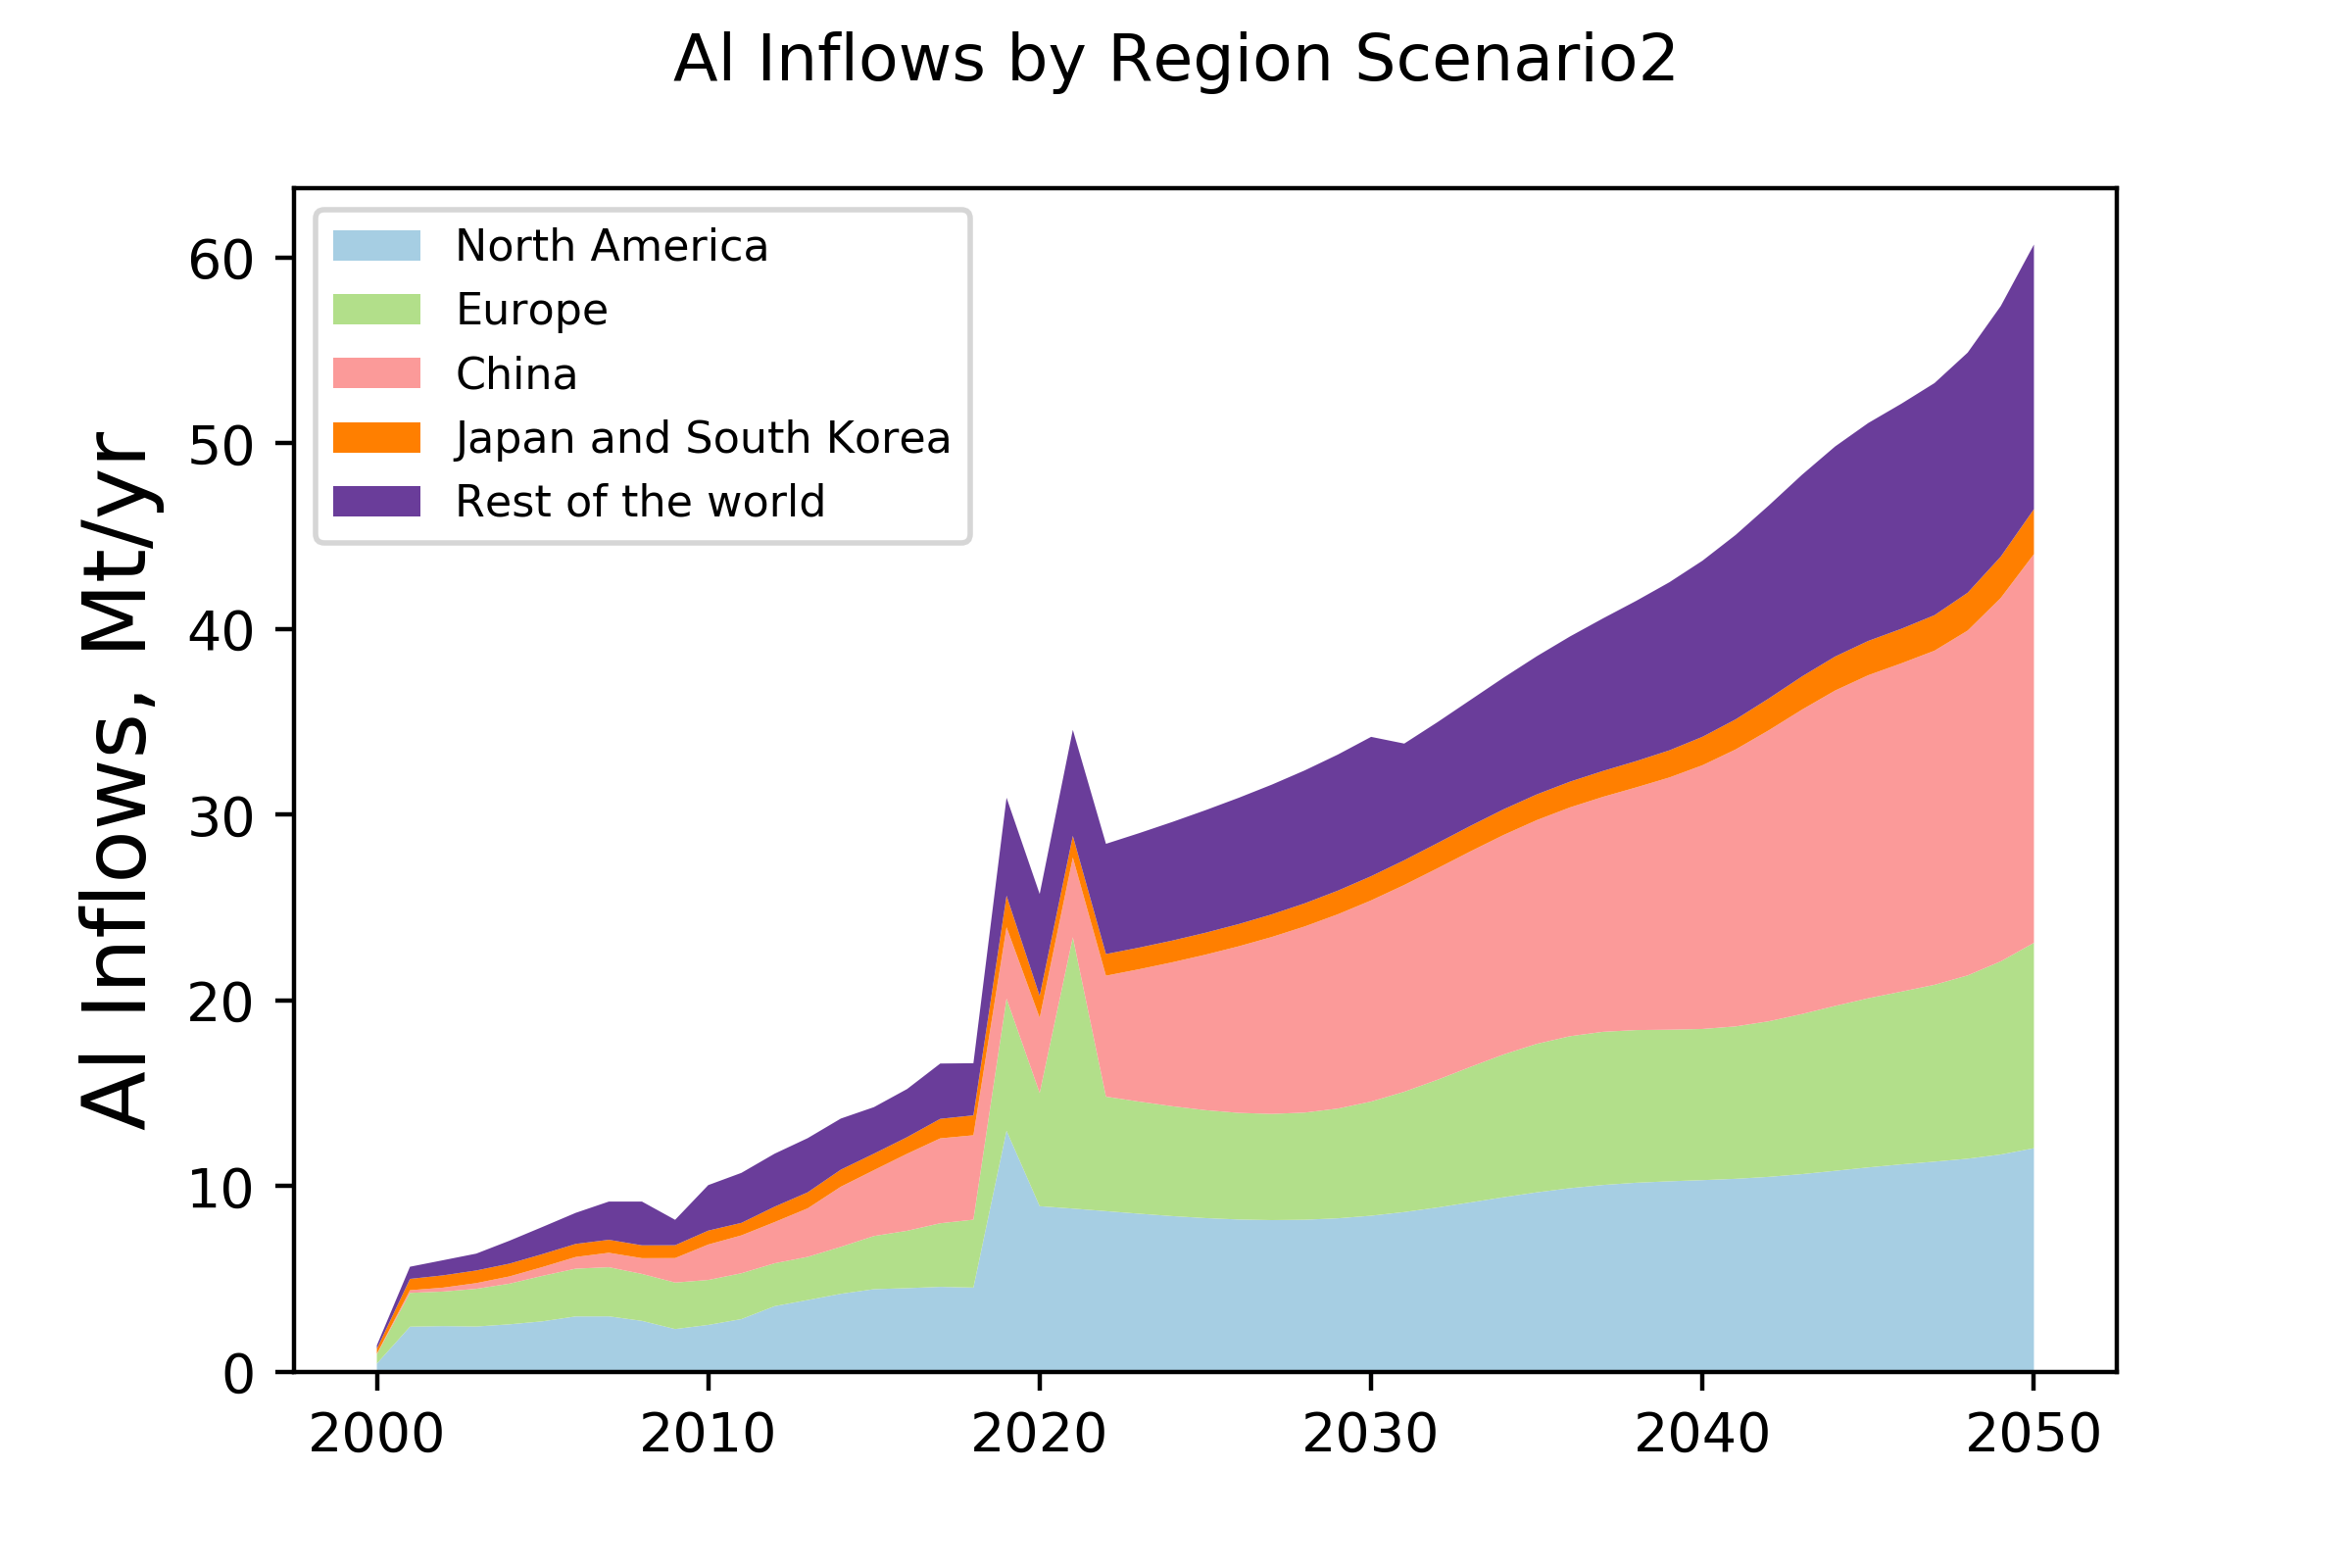 Al Inflows by Region Scenario2
Al Inflows, Mt/yr
60
50
40
30
20
10
0
North America
Europe
China
Japan and South Korea
Rest of the world
2000 2010 2020 2030 2040 2050